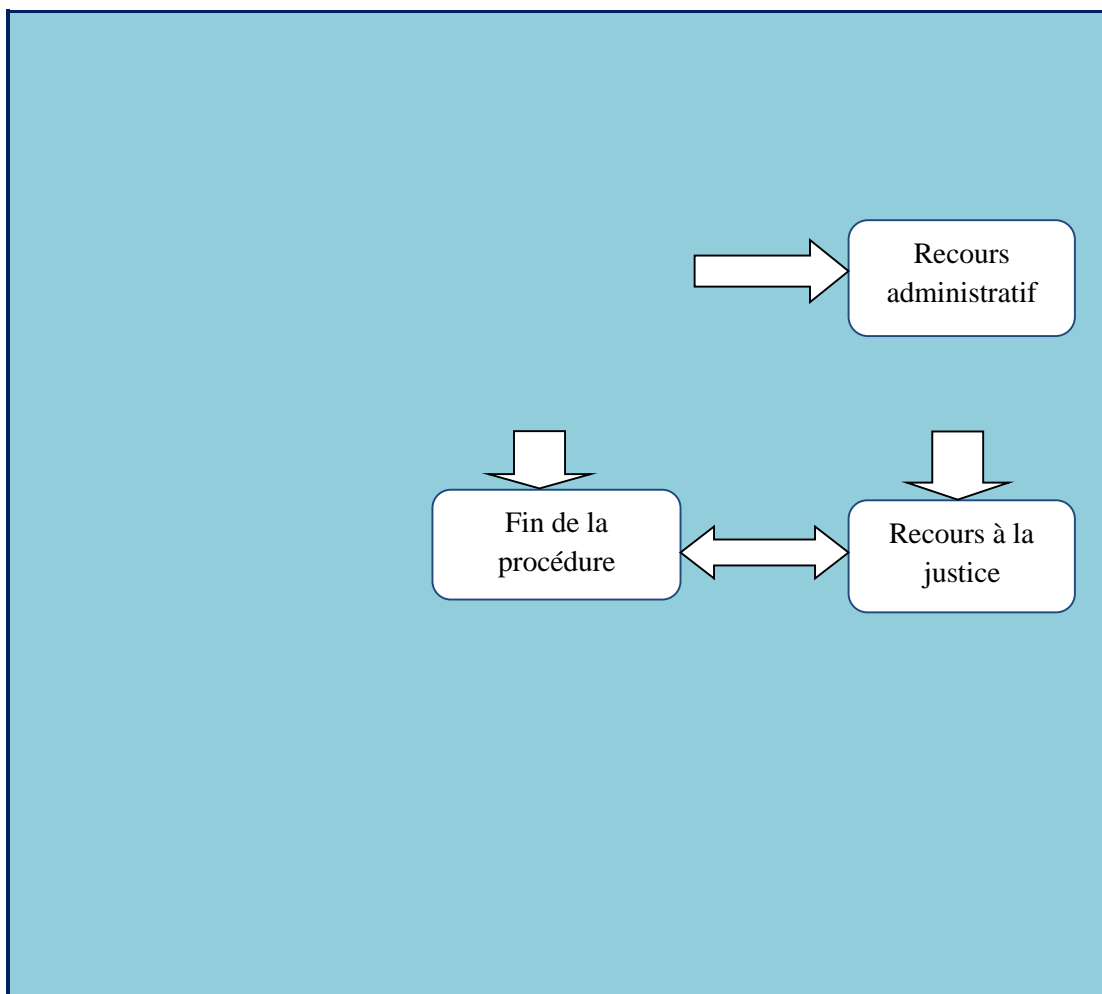 Recours
administratif
Fin de la
procédure
Recours à la
justice